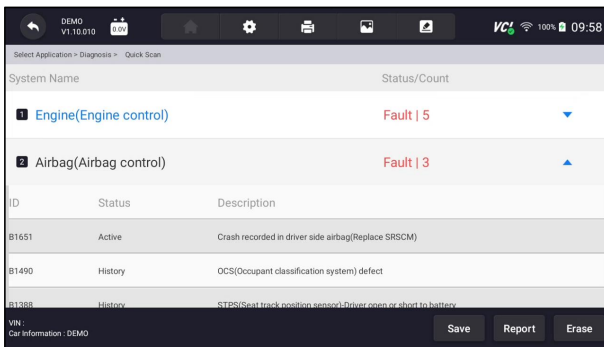 DEMO
V1.10.010
0.0V
VC!
100%
09:58
Select Application > Diagnosis > Quick Scan
System Name Status/Count
1 Engine(Engine control) Fault | 5
2 Airbag(Airbag control) Fault | 3
ID Status Description
B1651 Active Crash recorded in driver side airbag(Replace SRSCM)
B1490 History OCS(Occupant classification system) defect
B1388 History STPS(Seat track position sensor)-Driver open or short to battery
VIN :
Car Information : DEMO
Save Report Erase